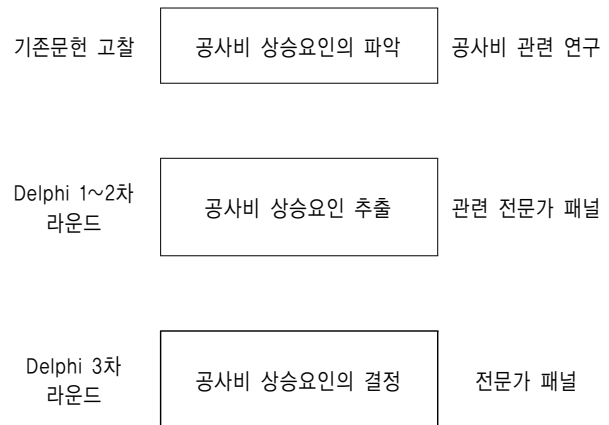 기존문헌 고찰 공사비 상승요인의 파악 공사비 관련 연구
Delphi 1~2차
라운드
공사비 상승요인 추출
관련 전문가 패널
Delphi 3차
라운드
공사비 상승요인의 결정
전문가 패널